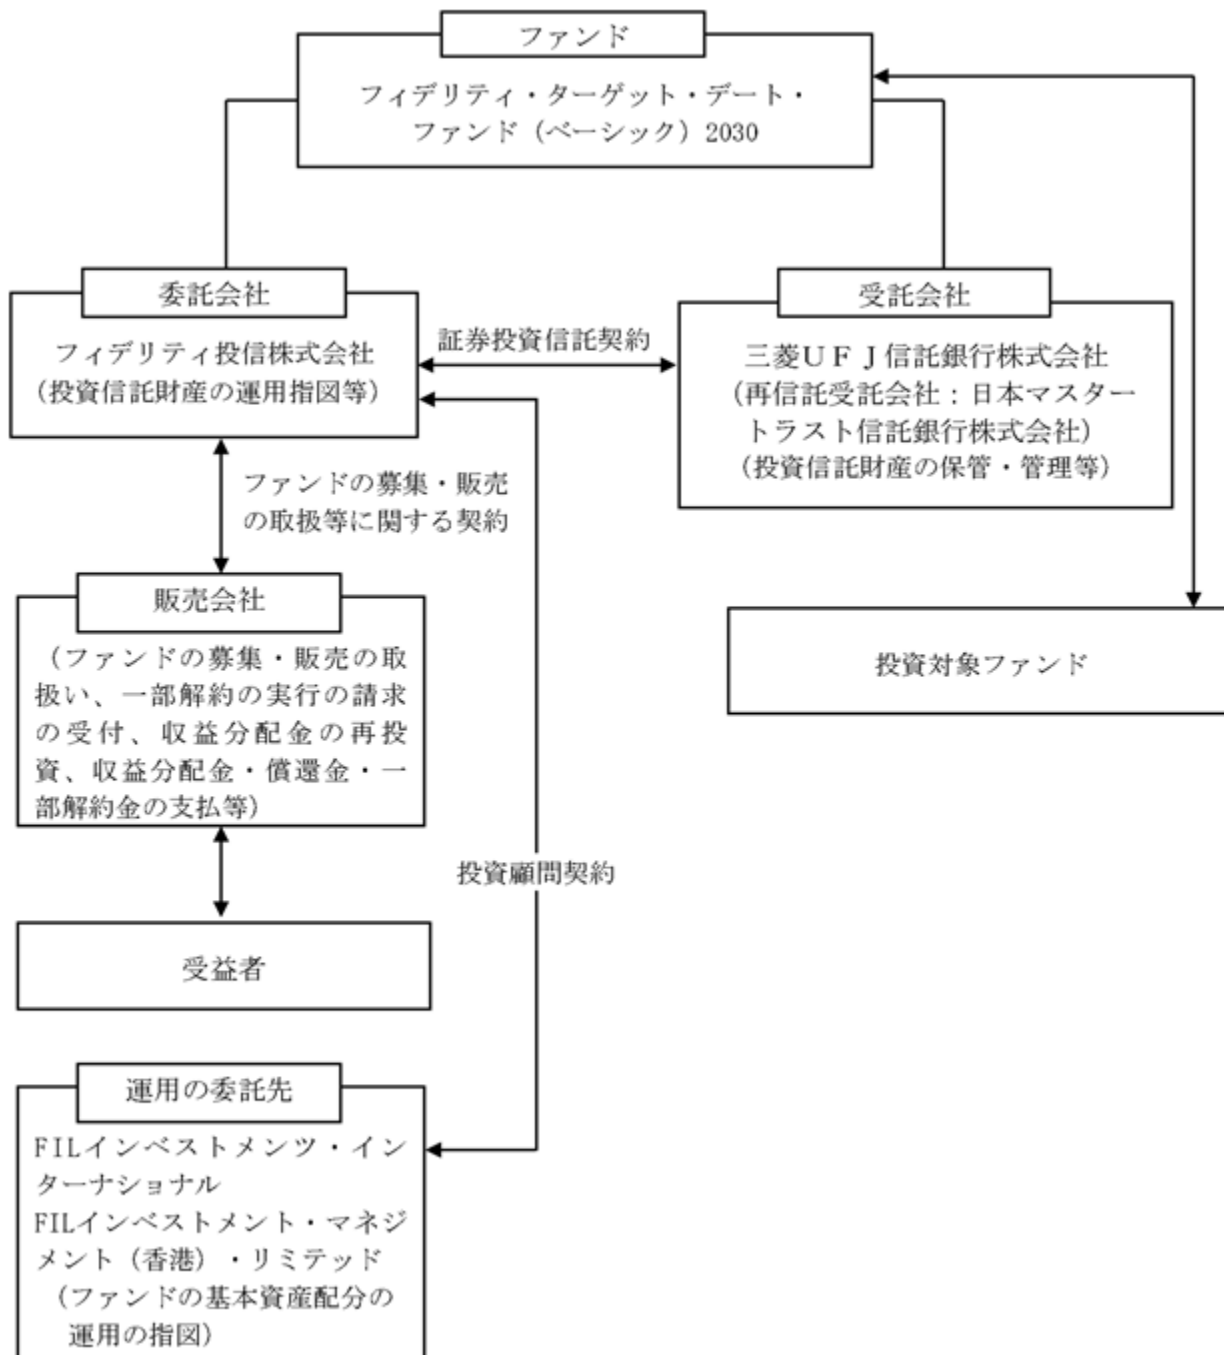 ファンド
フィデリティ・ターゲット・デート・
ファンド(ベーシック)2030
委託会社
フィデリティ投信株式会社
(投資信託財産の運用指図等)
証券投資信託契約
受託会社
三菱UFJ信託銀行株式会社
(再信託受託会社:日本マスター
トラスト信託銀行株式会社)
(投資信託財産の保管・管理等)
ファンドの募集・販売
の取扱等に関する契約
販売会社
(ファンドの募集・販売の取
扱い、一部解約の実行の請求
の受付、収益分配金の再投
資、収益分配金・償還金・一
部解約金の支払等)
投資対象ファンド
投資顧問契約
受益者
運用の委託先
FILインベストメンツ・イン
ターナショナル
FILインベストメント・マネジ
メント(香港)・リミテッド
(ファンドの基本資産配分の
運用の指図)